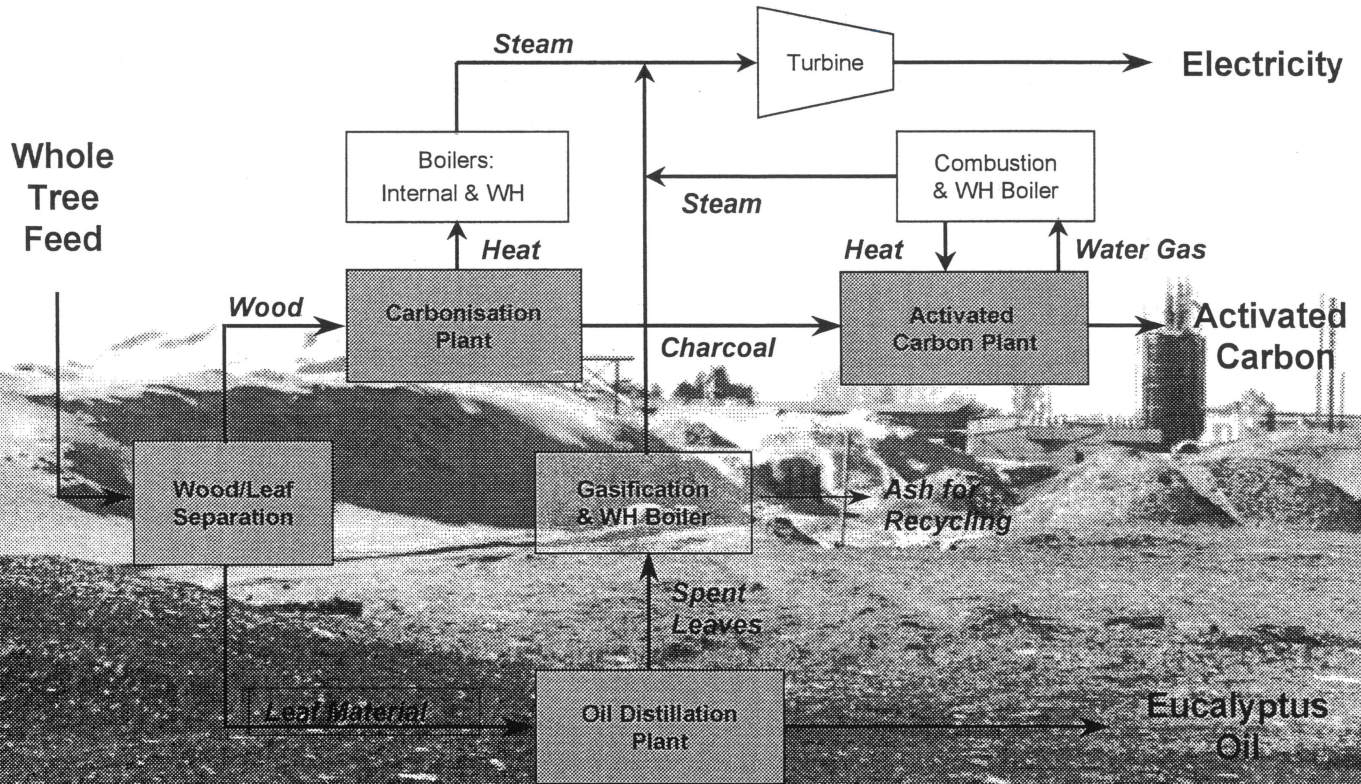 Steam
Turbine
Electricity
Whole
Tree
Feed
Boilers:
Internal & WH
Combustion
& WH Boiler
Steam
Heat
Heat
Water Gas
Wood
Carbonisation
Plant
Charcoal
Activated
Carbon Plant
Activated
Carbon
Wood/Leaf
Separation
Gasification
& WH Boiler
Ash for
Recycling
Spent
Leaves
Leaf Material
Oil Distillation
Plant
Eucalyptus
Oil